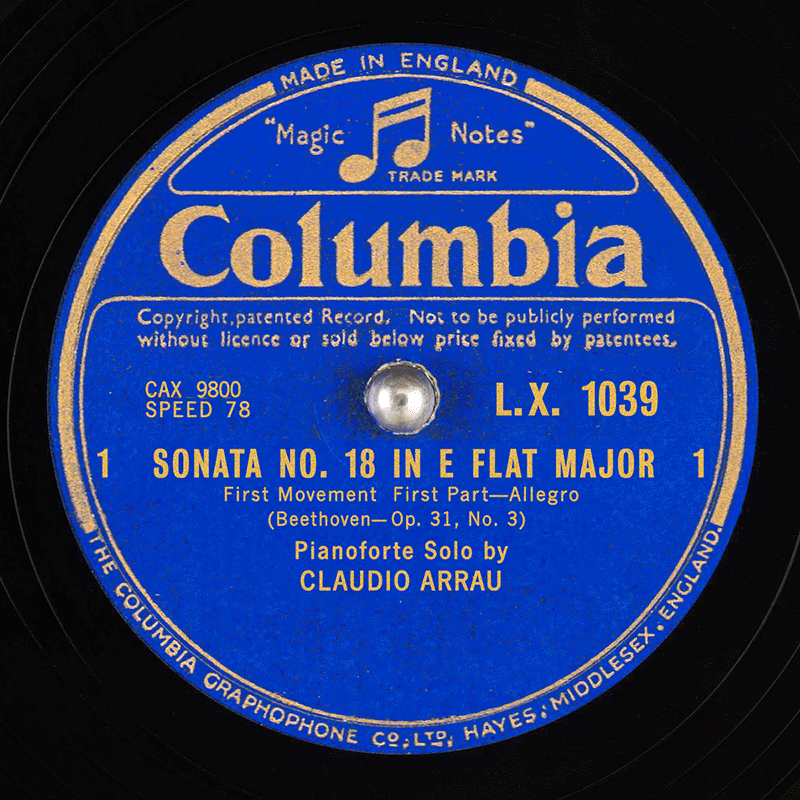 MADE IN ENGLAND
"Magic Notes"
TRADE MARK
Columbia
Copyright, patented Record. Not to be publicly performed
without licence or sold below price fixed by patentees.
CAX 9800
SPEED 78
L.X. 1039
1 SONATA NO. 18 IN E FLAT MAJOR 1
First Movement First Part—Allegro
(Beethoven—Op. 31, No. 3)
Pianoforte Solo by
CLAUDIO ARRAU
THE COLUMBIA GRAPHOPHONE CO., LTD., HAYES, MIDDLESEX, ENGLAND.